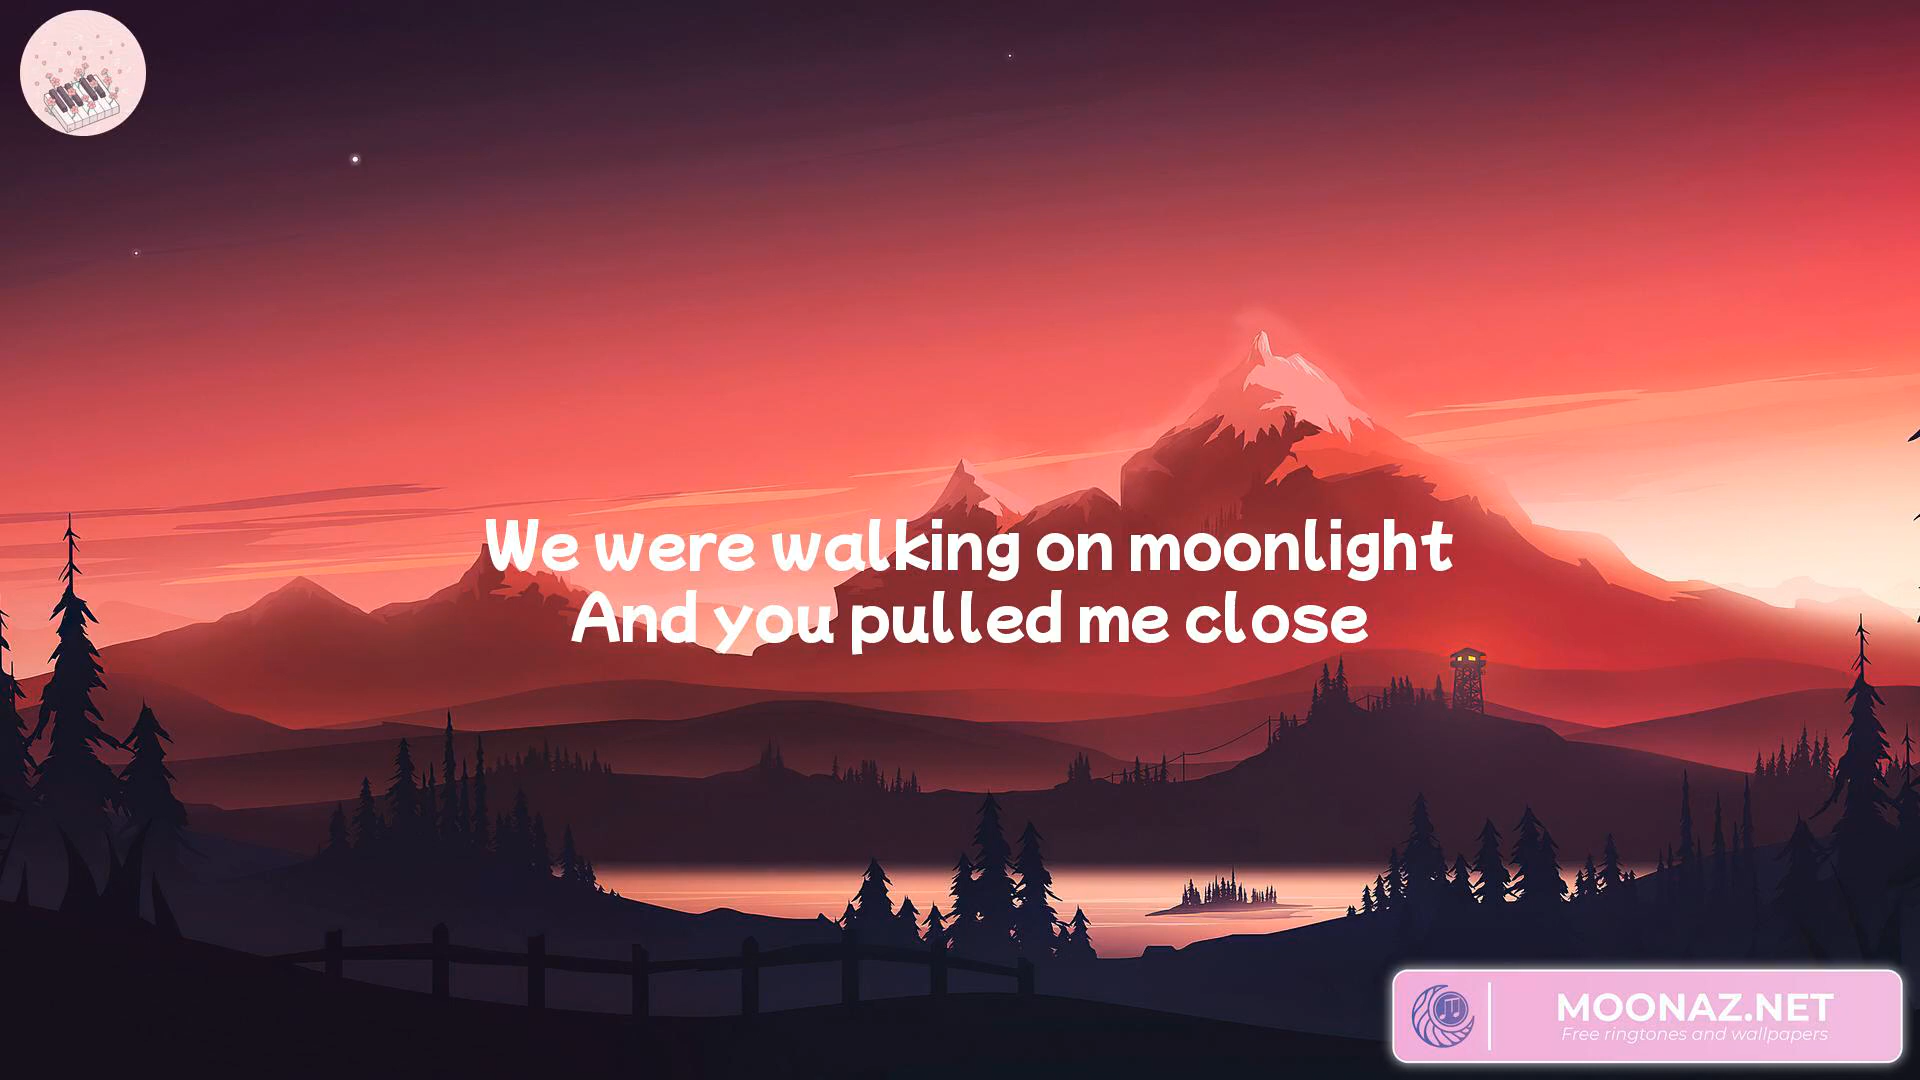 We were walking on moonlight
And you pulled me close
MOONAZ.NET
Free ringtones and wallpapers